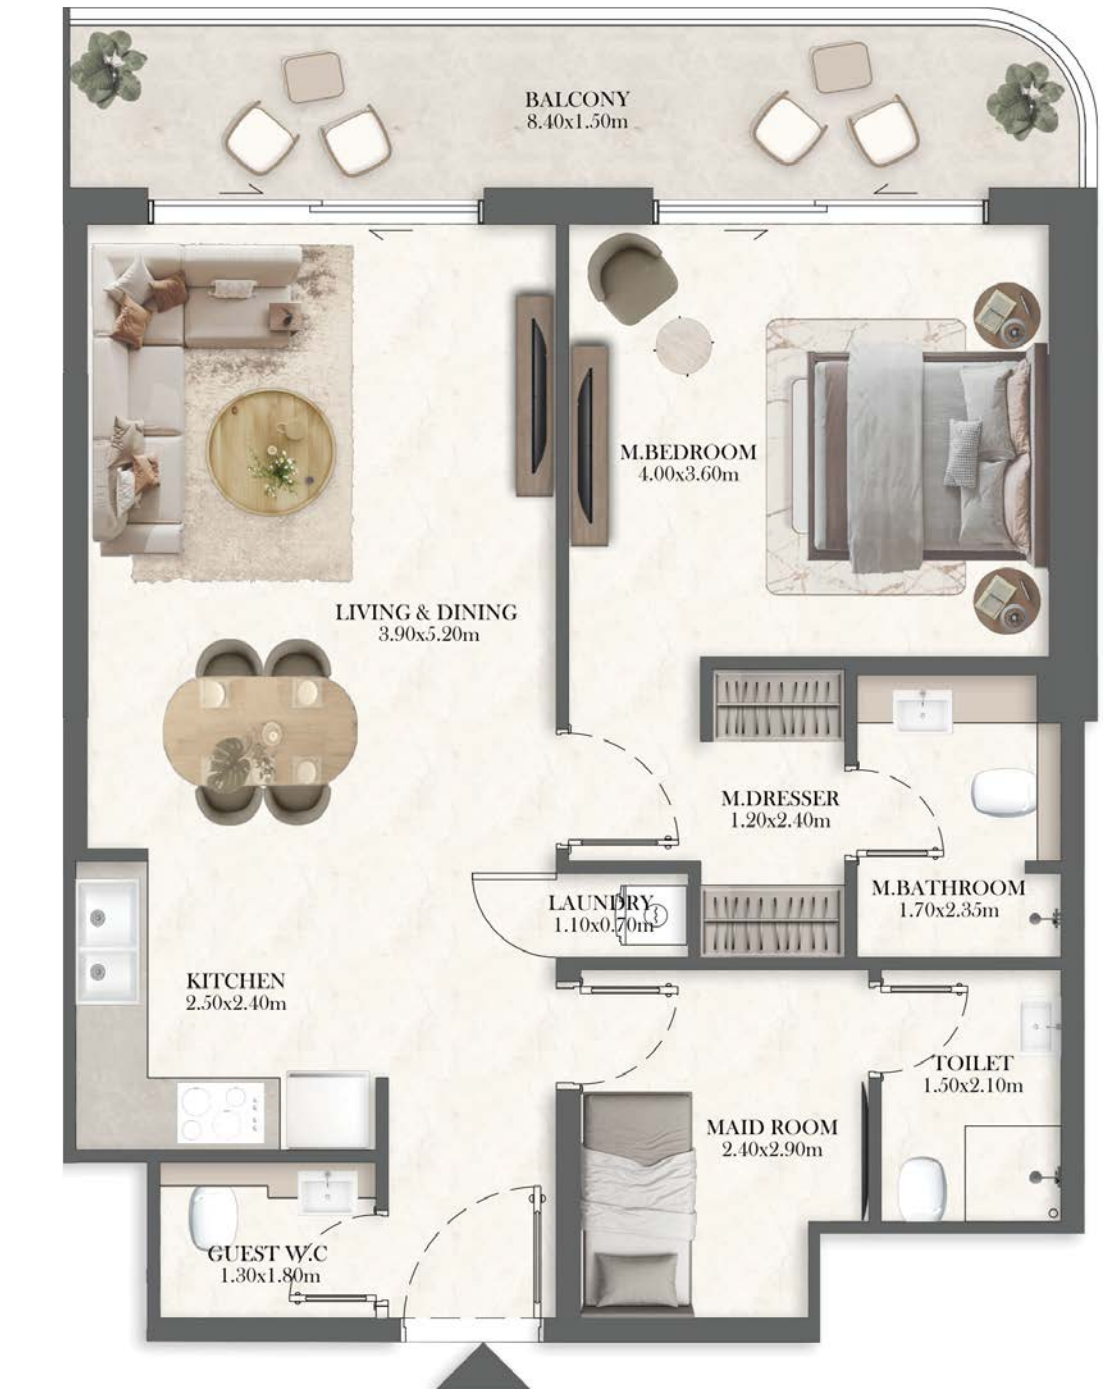 BALCONY
8.40x1.50m
M.BEDROOM
4.00x3.60m
LIVING & DINING
3.90x5.20m
M.DRESSER
1.20x2.40m
M.BATHROOM
1.70x2.35m
LAUNDRY
1.10x0.70m
KITCHEN
2.50x2.40m
TOILET
1.50x2.10m
MAID ROOM
2.40x2.90m
GUEST W.C
1.30x1.80m